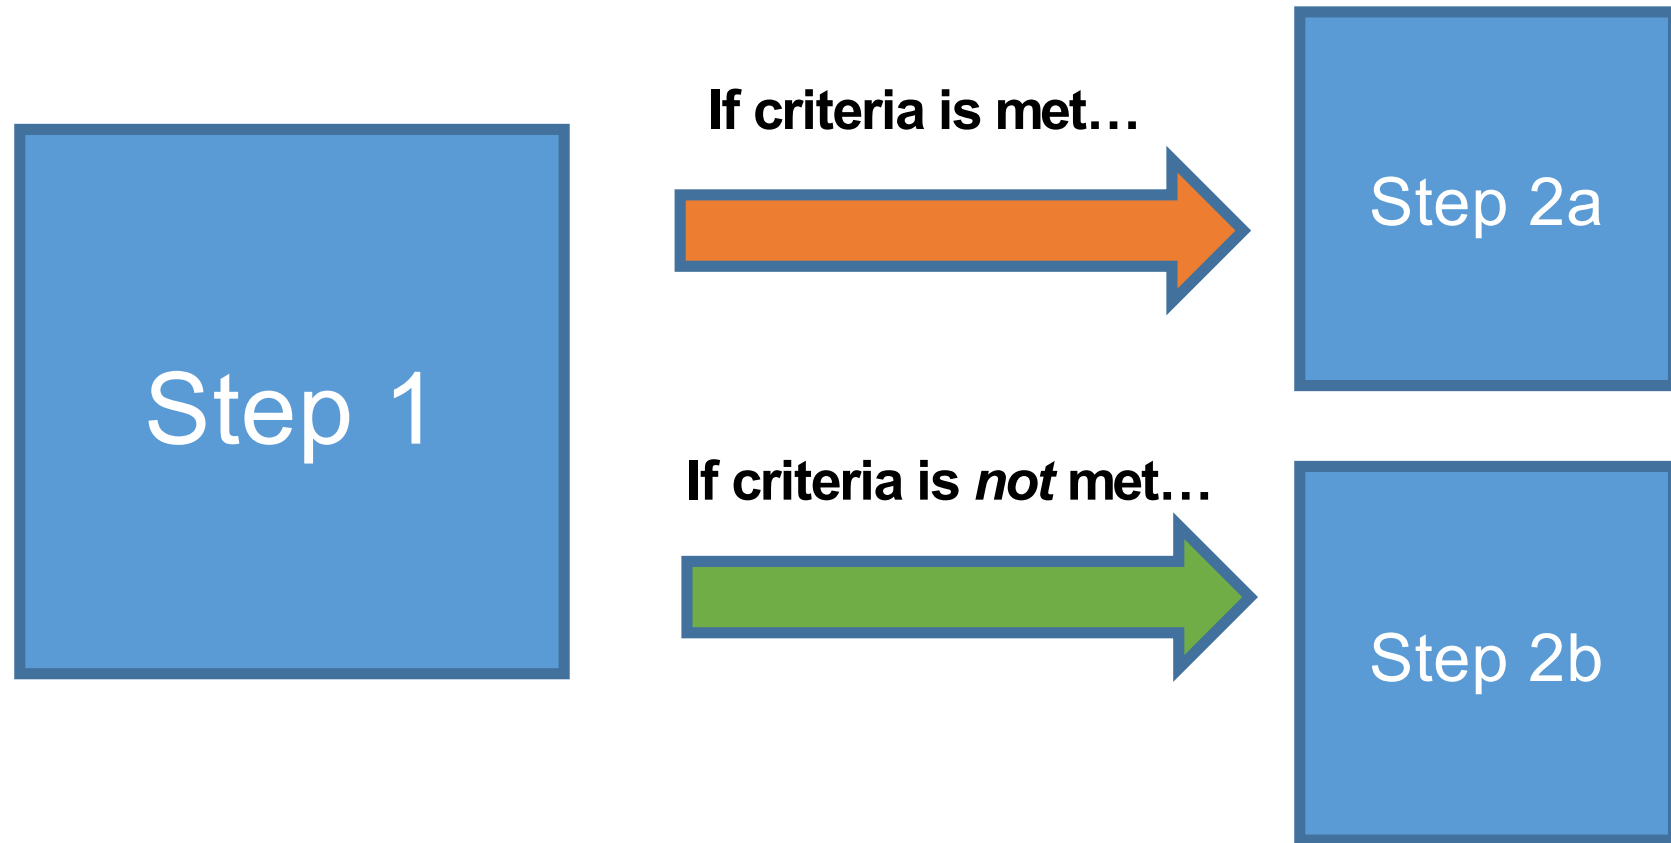 If criteria is met…
Step 2a
Step 1
If criteria is not met…
Step 2b